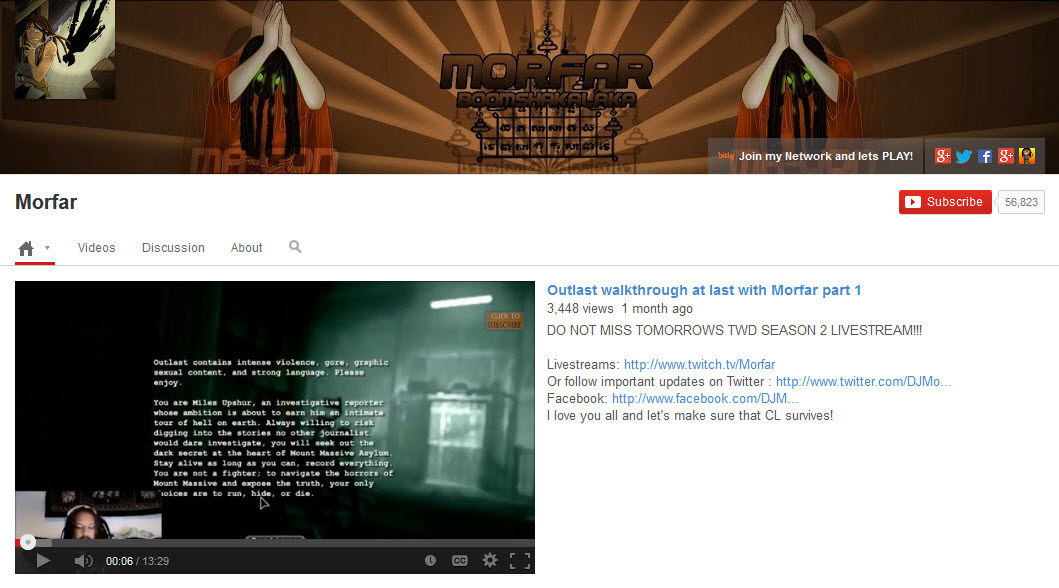 MORFAR
BOOMSHAKALAKA
bitly Join my Network and lets PLAY!
Morfar
Subscribe 56,823
Videos Discussion About
CLICK TO
SUBSCRIBE
Outlast contains intense violence, gore, graphic
sexual content, and strong language. Please
enjoy.
You are Miles Upshur, an investigative reporter
whose ambition is about to earn him an intimate
tour of hell on earth. Always willing to risk
digging into the stories no other journalist
would dare investigate, you will seek out the
dark secret at the heart of Mount Massive Asylum.
Stay alive as long as you can, record everything.
You are not a fighter; to navigate the horrors of
Mount Massive and expose the truth, your only
choices are to run, hide, or die.
00:06 / 13:29
CC
Outlast walkthrough at last with Morfar part 1
3,448 views 1 month ago
DO NOT MISS TOMORROWS TWD SEASON 2 LIVESTREAM!!!
Livestreams: http://www.twitch.tv/Morfar
Or follow important updates on Twitter : http://www.twitter.com/DJMo...
Facebook: http://www.facebook.com/DJM...
I love you all and let's make sure that CL survives!